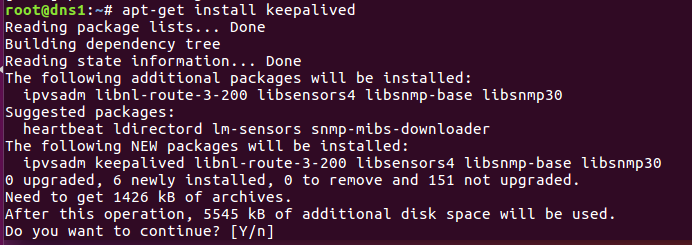 root@dns1:~# apt-get install keepalived
Reading package lists... Done
Building dependency tree
Reading state information... Done
The following additional packages will be installed:
  ipvsadm libnl-route-3-200 libsensors4 libsnmp-base libsnmp30
Suggested packages:
  heartbeat ldirectord lm-sensors snmp-mibs-downloader
The following NEW packages will be installed:
  ipvsadm keepalived libnl-route-3-200 libsensors4 libsnmp-base libsnmp30
0 upgraded, 6 newly installed, 0 to remove and 151 not upgraded.
Need to get 1426 kB of archives.
After this operation, 5545 kB of additional disk space will be used.
Do you want to continue? [Y/n]